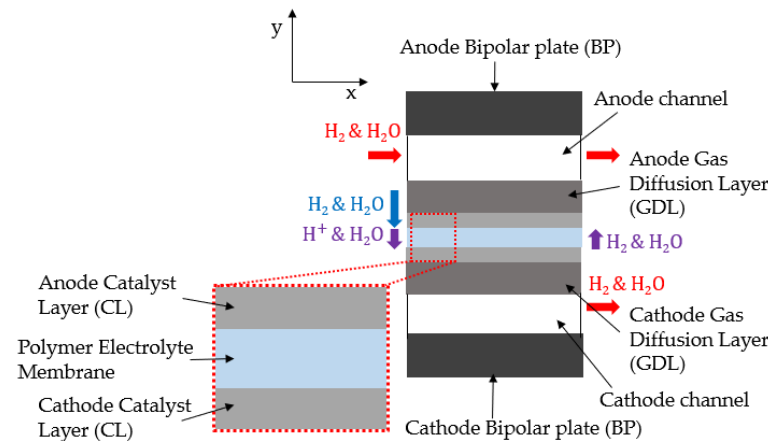 y
x
Anode Bipolar plate (BP)
Anode channel
H₂ & H₂O
Anode Gas
Diffusion Layer
(GDL)
H₂ & H₂O
H⁺ & H₂O
H₂ & H₂O
H₂ & H₂O
Anode Catalyst
Layer (CL)
Polymer Electrolyte
Membrane
Cathode Catalyst
Layer (CL)
Cathode Gas
Diffusion Layer
(GDL)
Cathode channel
Cathode Bipolar plate (BP)